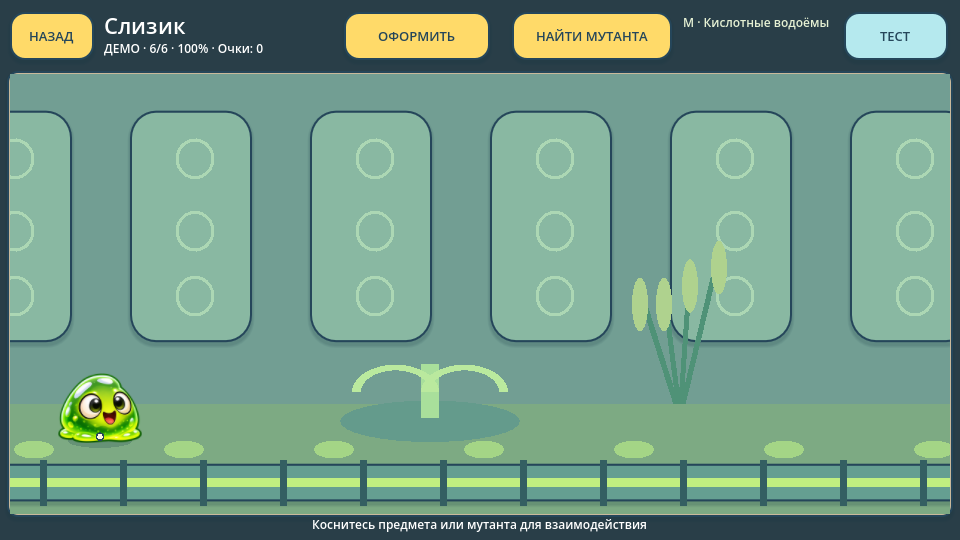 НАЗАД
Слизик
ДЕМО · 6/6 · 100% · Очки: 0
ОФОРМИТЬ
НАЙТИ МУТАНТА
М · Кислотные водоёмы
ТЕСТ
Коснитесь предмета или мутанта для взаимодействия